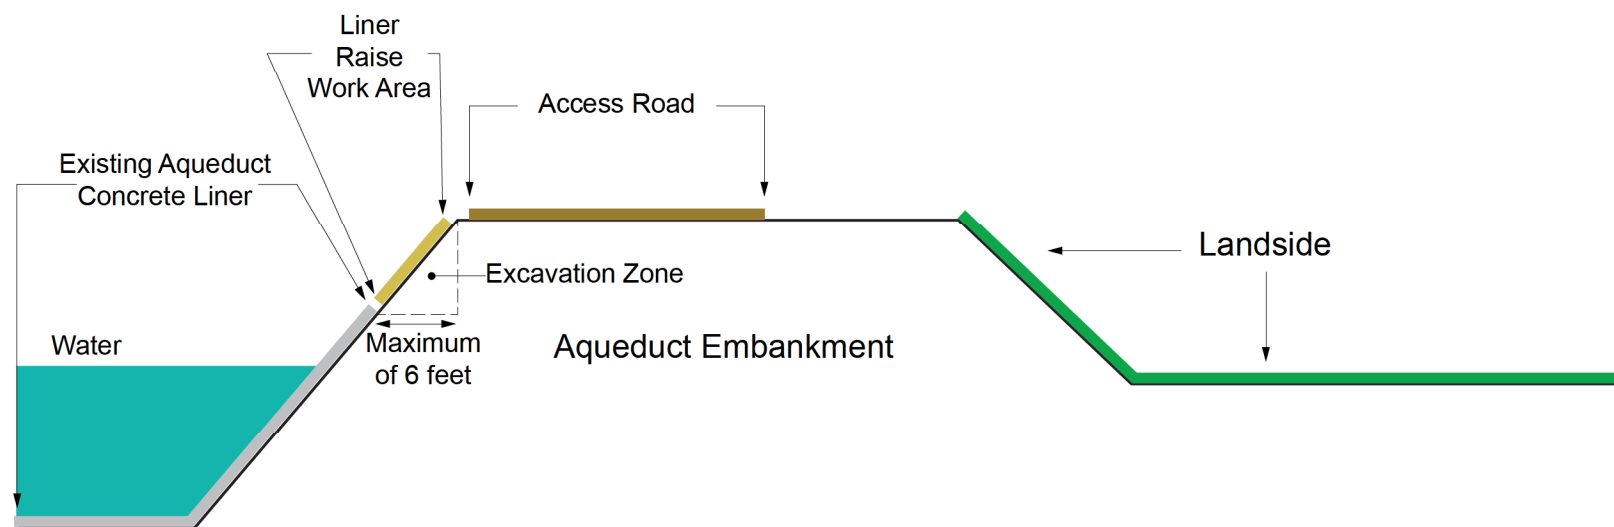 Liner
Raise
Work Area
Access Road
Existing Aqueduct
Concrete Liner
Landside
Excavation Zone
Water
Maximum
of 6 feet
Aqueduct Embankment